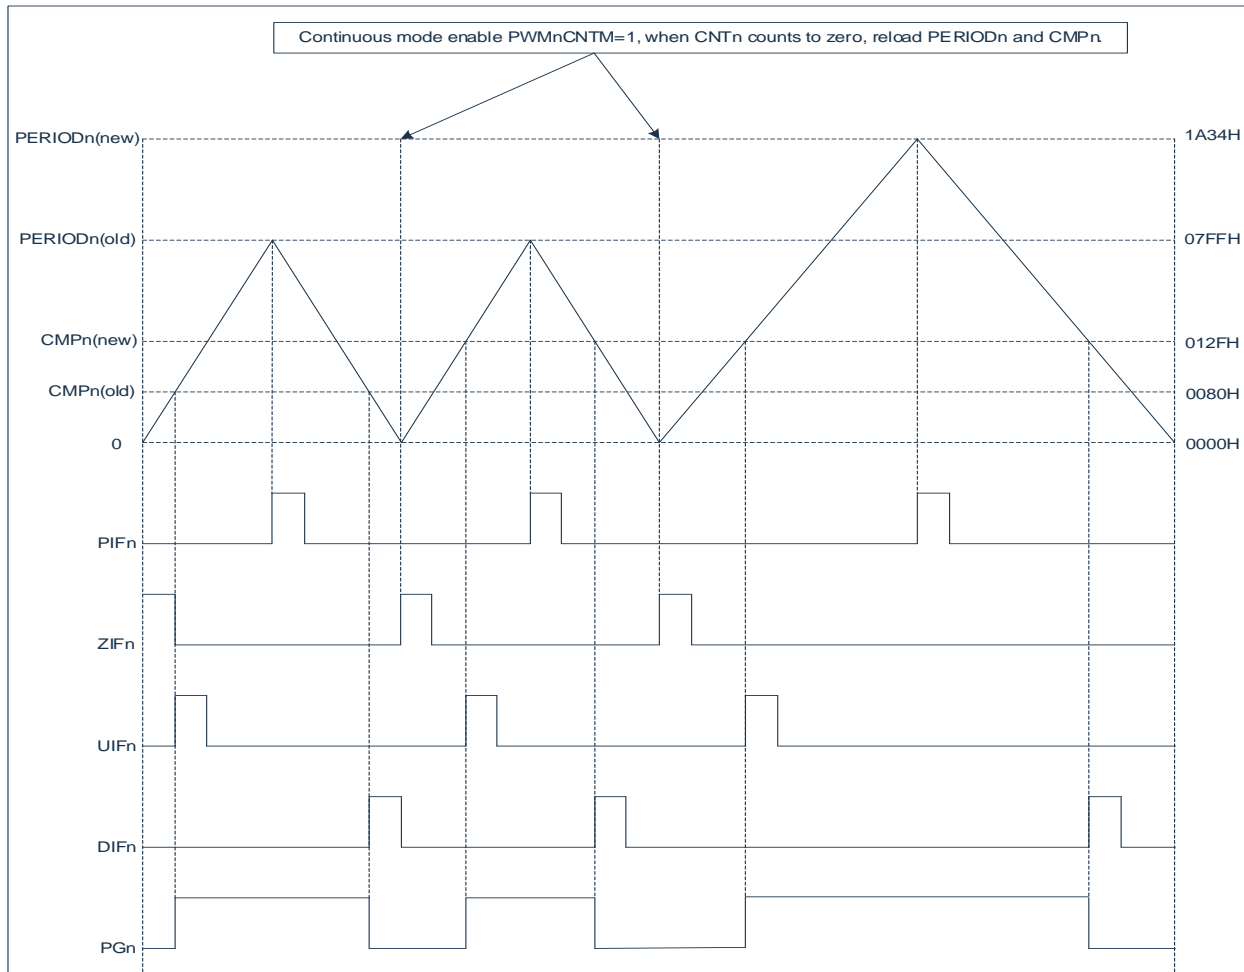 Continuous mode enable PWMnCNTM=1, when CNTn counts to zero, reload PERIODn and CMPn.
PERIODn(new)
1A34H
PERIODn(old)
07FFH
CMPn(new)
012FH
CMPn(old)
0080H
0
0000H
PIFn
ZIFn
UIFn
DIFn
PGn